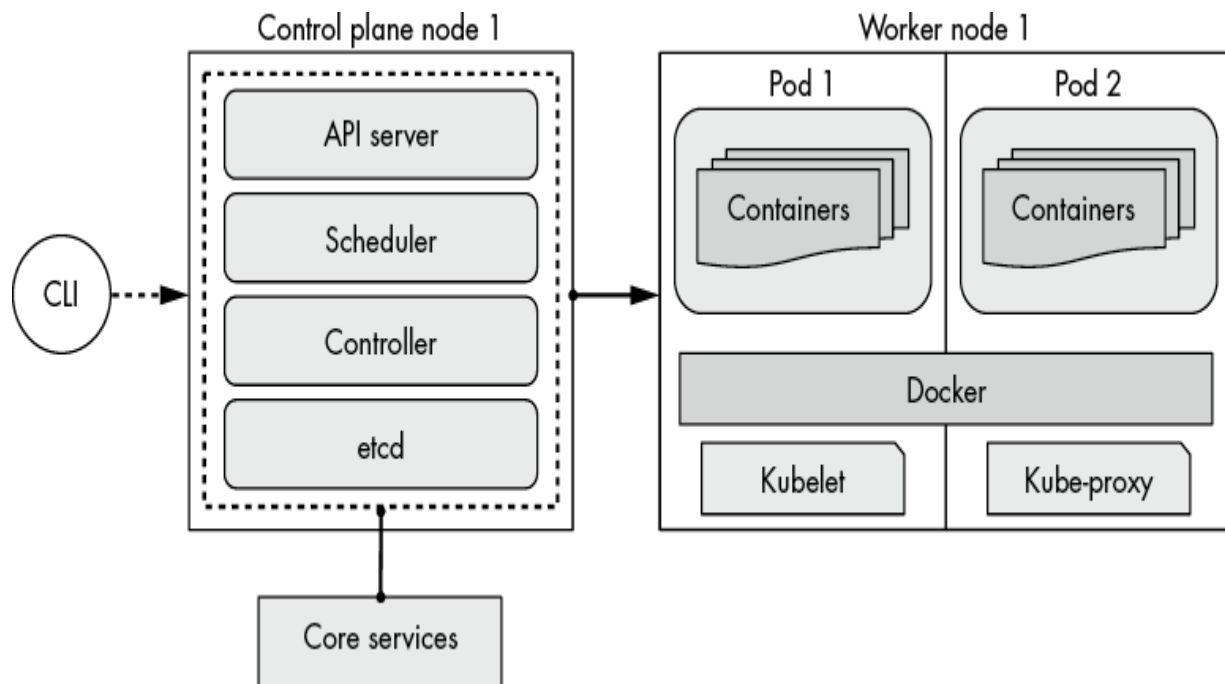 Control plane node 1
API server
Scheduler
Controller
etcd
CLI
Core services
Worker node 1
Pod 1
Pod 2
Containers
Containers
Docker
Kubelet
Kube-proxy